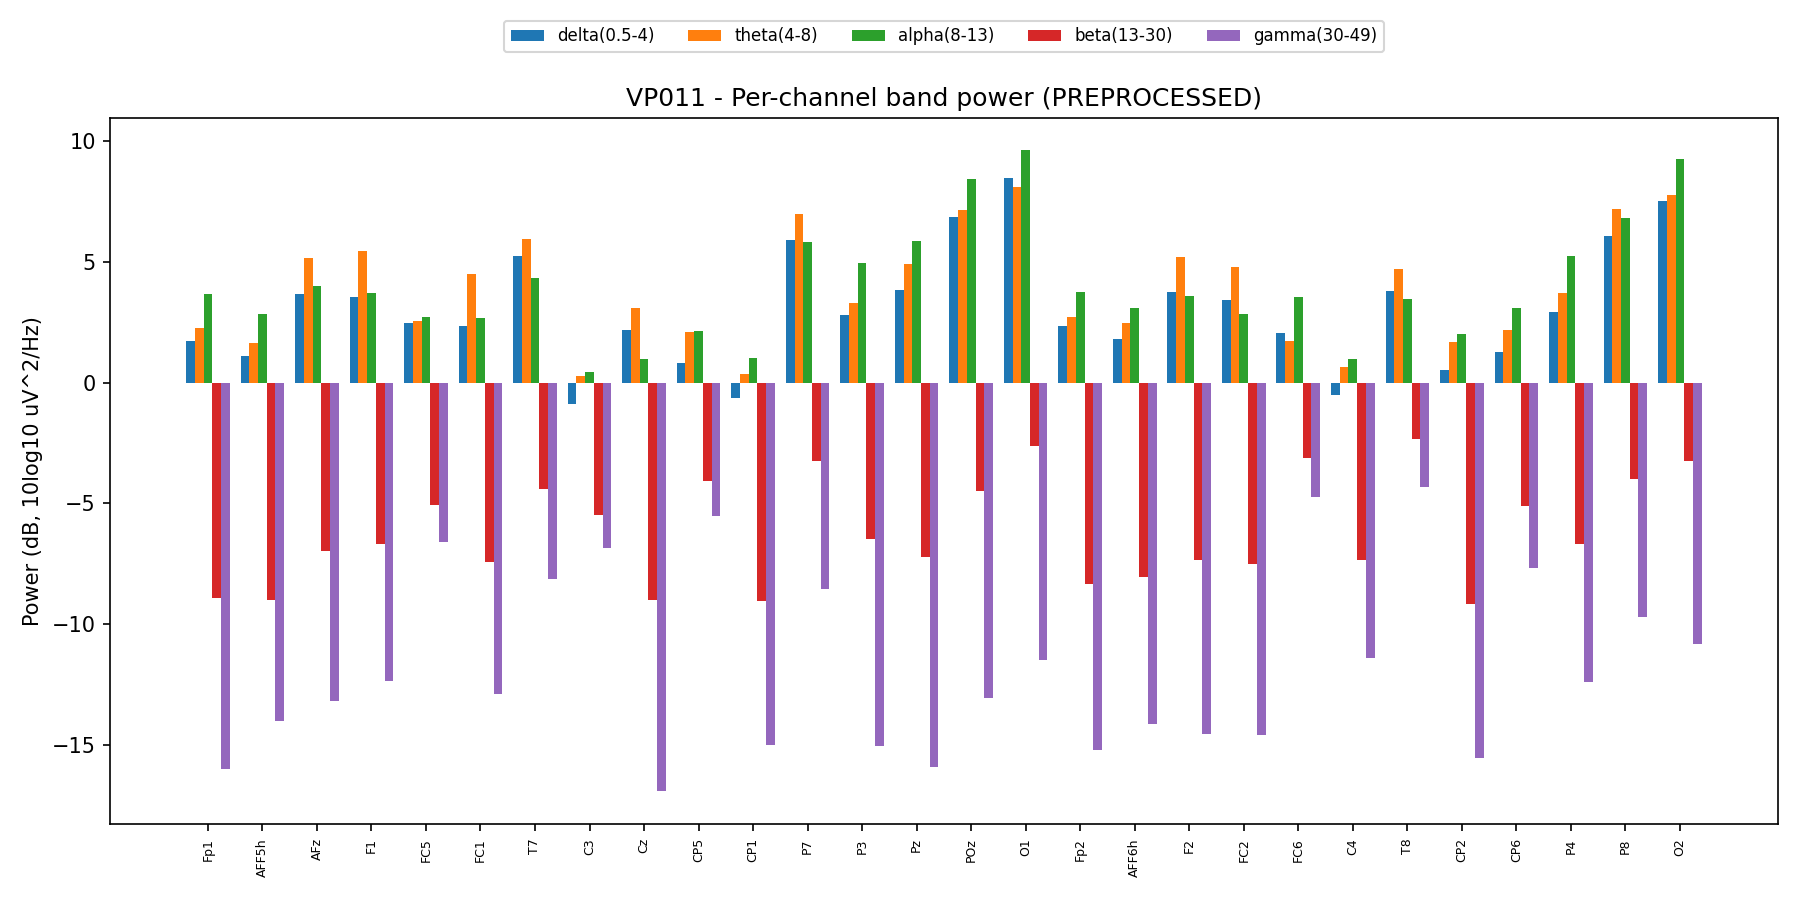 delta(0.5-4) theta(4-8) alpha(8-13) beta(13-30) gamma(30-49)
VP011 - Per-channel band power (PREPROCESSED)
Power (dB, 10log10 uV^2/Hz)
10
5
0
−5
−10
−15
Fp1 AFF5h AFz F1 FC5 FC1 T7 C3 Cz CP5 CP1 P7 P3 Pz POz O1 Fp2 AFF6h F2 FC2 FC6 C4 T8 CP2 CP6 P4 P8 O2